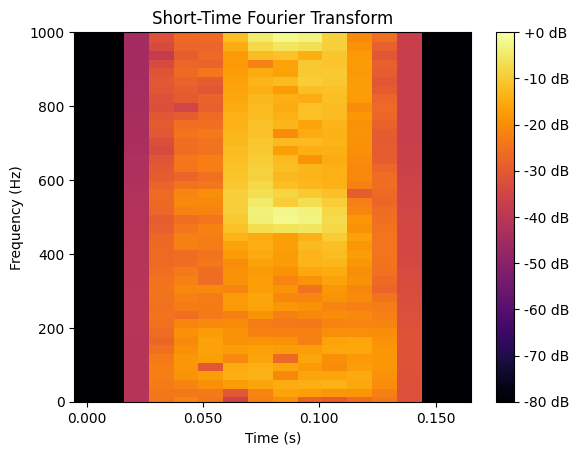 Short-Time Fourier Transform
1000
800
600
400
200
0
Frequency (Hz)
0.000
0.050
0.100
0.150
Time (s)
+0 dB
-10 dB
-20 dB
-30 dB
-40 dB
-50 dB
-60 dB
-70 dB
-80 dB